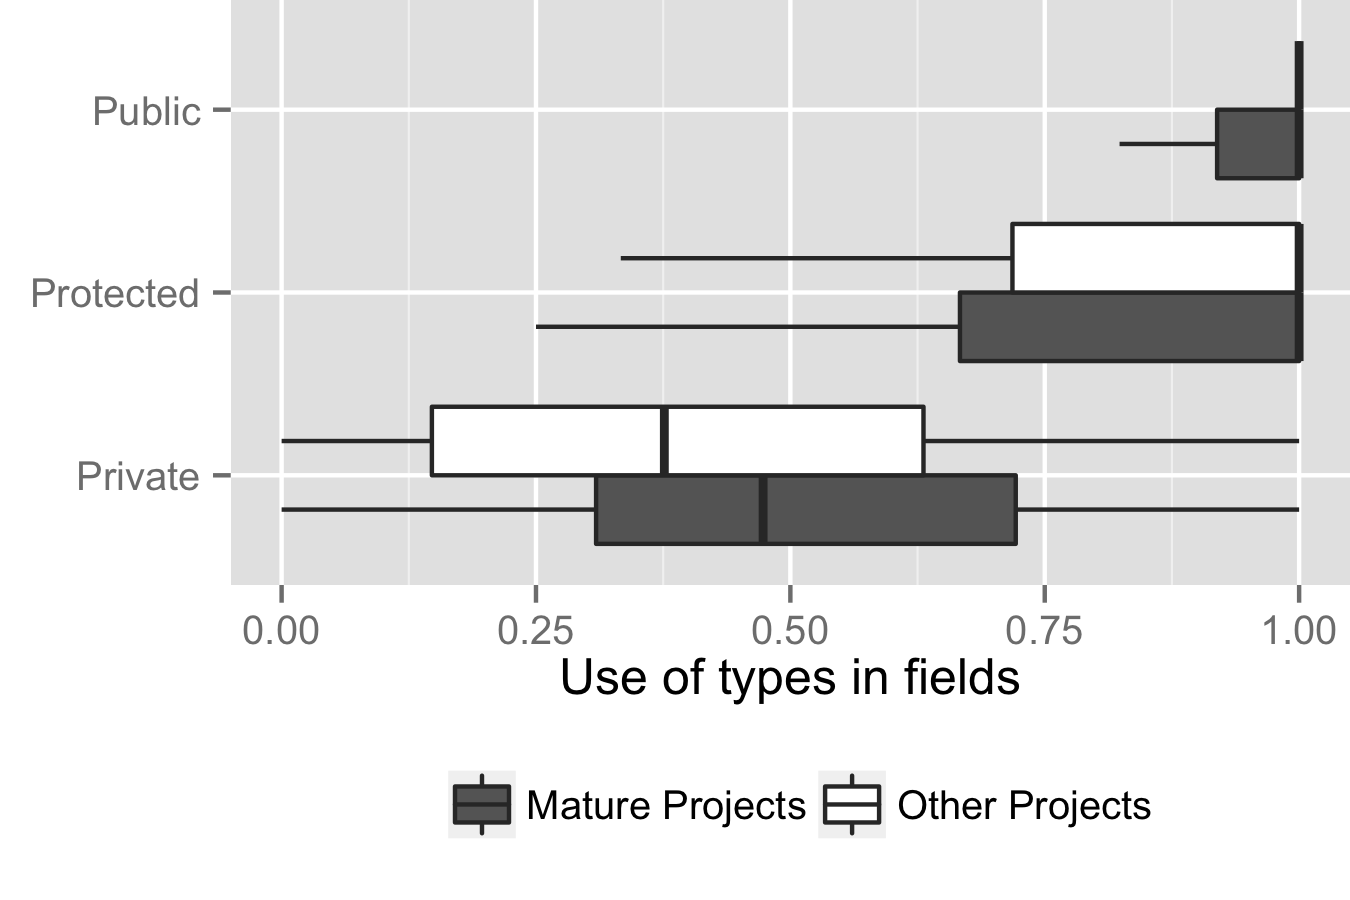 Public
Protected
Private
0.00 0.25 0.50 0.75 1.00
Use of types in fields
Mature Projects Other Projects